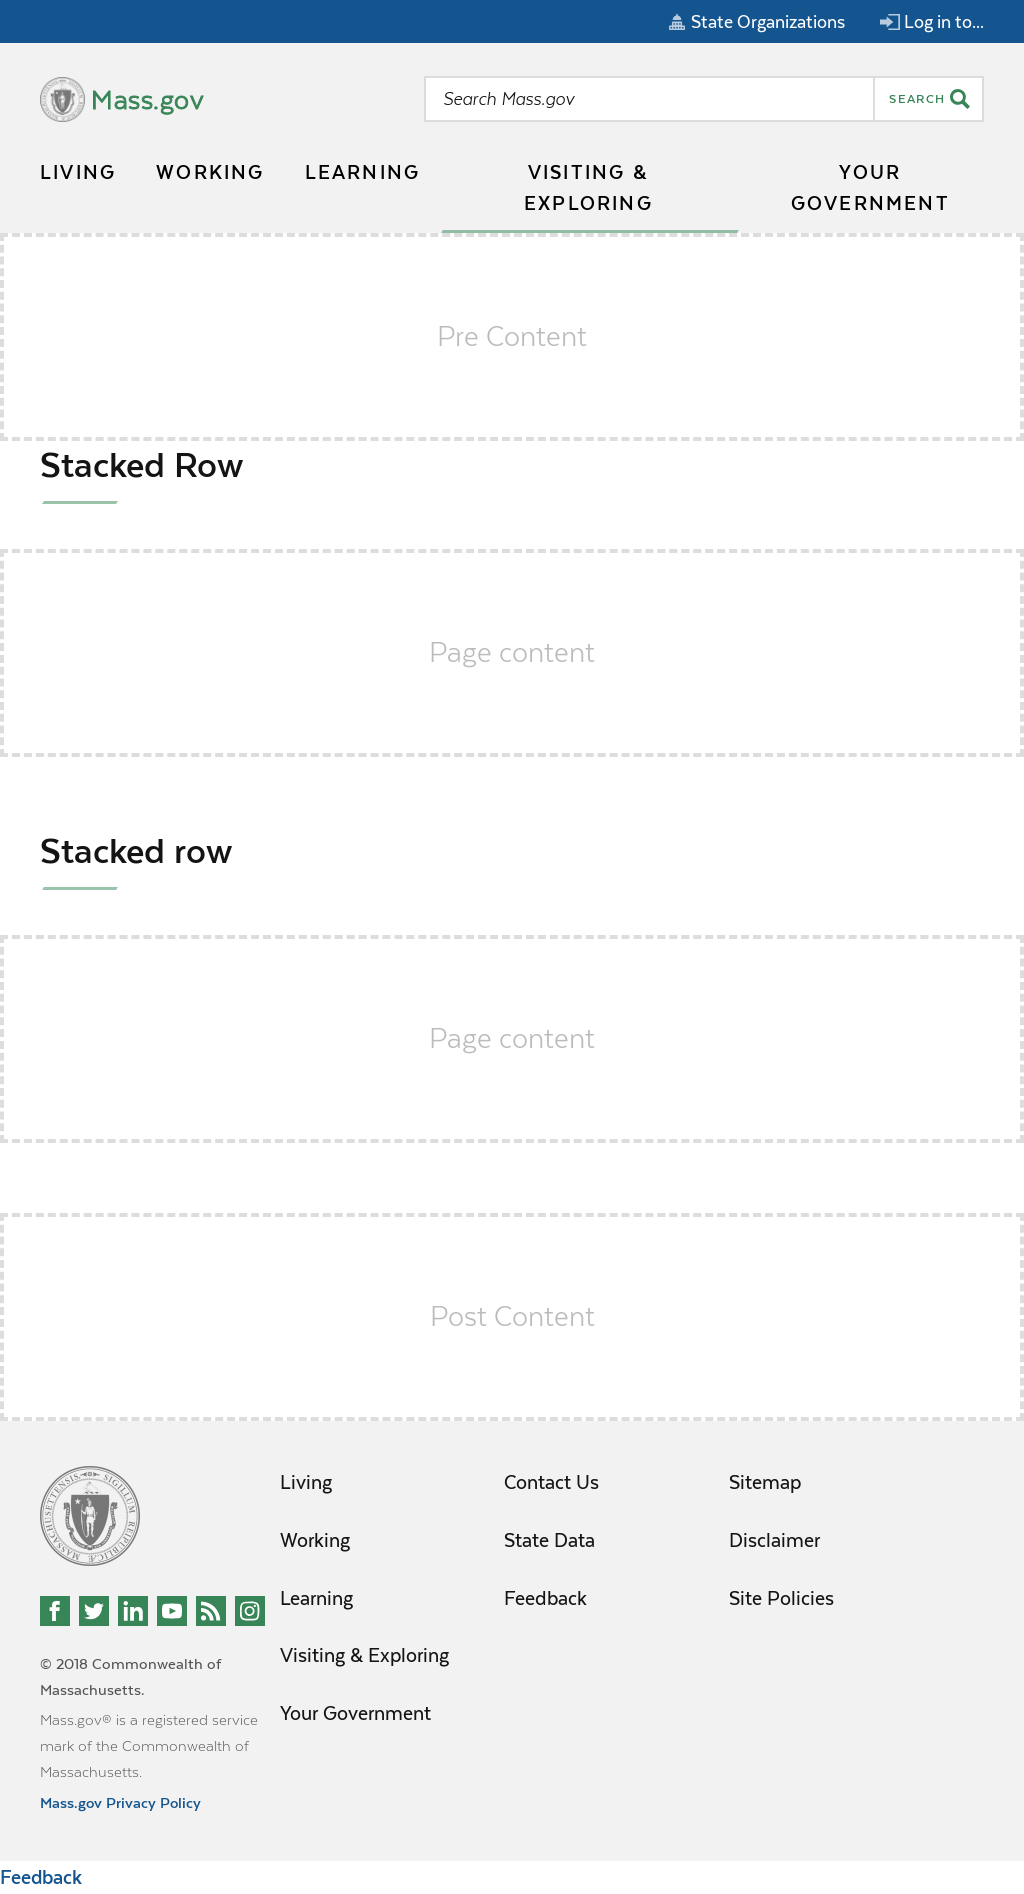 State Organizations
Log in to...
Mass.gov
Search Mass.gov
SEARCH
LIVING
WORKING
LEARNING
VISITING &
EXPLORING
YOUR
GOVERNMENT
Pre Content
Stacked Row
Page content
Stacked row
Page content
Post Content
Living
Working
Learning
Visiting & Exploring
Your Government
Contact Us
State Data
Feedback
Sitemap
Disclaimer
Site Policies
© 2018 Commonwealth of
Massachusetts.
Mass.gov® is a registered service
mark of the Commonwealth of
Massachusetts.
Mass.gov Privacy Policy
Feedback